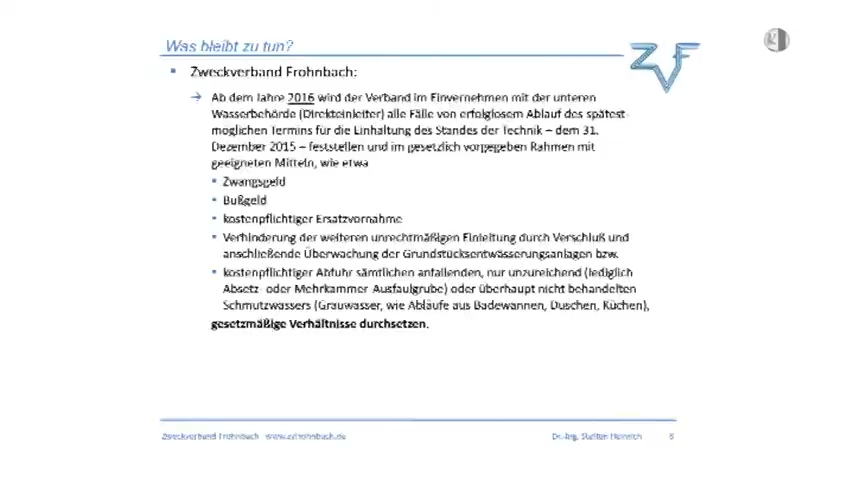 Was bleibt zu tun?
ZVF
Zweckverband Frohnbach:
Ab dem Jahre 2016 wird der Verband im Einvernehmen mit der unteren
Wasserbehörde (Direkteinleiter) alle Fälle von erfolglosem Ablauf des spätest-
möglichen Termins für die Einhaltung des Standes der Technik – dem 31.
Dezember 2015 – feststellen und im gesetzlich vorgegeben Rahmen mit
geeigneten Mitteln, wie etwa
Zwangsgeld
Bußgeld
kostenpflichtiger Ersatzvornahme
Verhinderung der weiteren unrechtmäßigen Einleitung durch Verschluß und
anschließende Überwachung der Grundstücksentwässerungsanlagen bzw.
kostenpflichtiger Abfuhr sämtlichen anfallenden, nur unzureichend (lediglich
Absetz- oder Mehrkammer-Ausfaulgrube) oder überhaupt nicht behandelten
Schmutzwassers (Grauwasser, wie Abläufe aus Badewannen, Duschen, Küchen),
gesetzmäßige Verhältnisse durchsetzen.
Zweckverband Frohnbach www.zvfrohnbach.de
Dr.-Ing. Steffen Heinrich